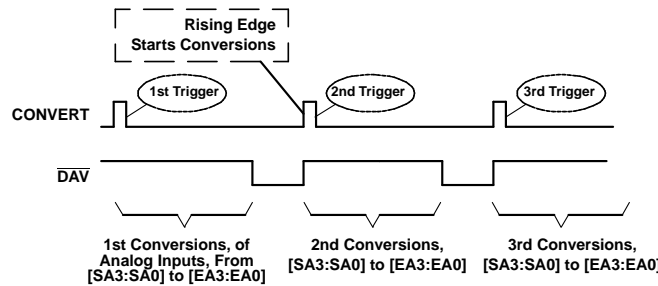 Rising Edge
Starts Conversions
1st Trigger
2nd Trigger
3rd Trigger
CONVERT
DAV
1st Conversions, of
Analog Inputs, From
[SA3:SA0] to [EA3:EA0]
2nd Conversions,
[SA3:SA0] to [EA3:EA0]
3rd Conversions,
[SA3:SA0] to [EA3:EA0]